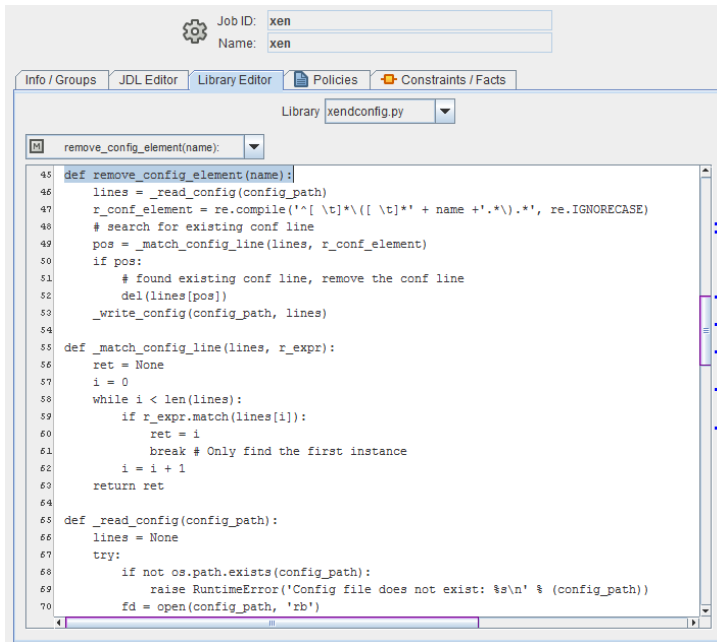 Job ID: xen
Name: xen
Info / Groups JDL Editor Library Editor Policies Constraints / Facts
Library xendconfig.py
M remove_config_element(name):
45 def remove_config_element(name):
46     lines = _read_config(config_path)
47     r_conf_element = re.compile('^[ \t]*\([ \t]*' + name +'.*\).*', re.IGNORECASE)
48     # search for existing conf line
49     pos = _match_config_line(lines, r_conf_element)
50     if pos:
51         # found existing conf line, remove the conf line
52         del(lines[pos])
53     _write_config(config_path, lines)
54
55 def _match_config_line(lines, r_expr):
56     ret = None
57     i = 0
58     while i < len(lines):
59         if r_expr.match(lines[i]):
60             ret = i
61             break # Only find the first instance
62         i = i + 1
63     return ret
64
65 def _read_config(config_path):
66     lines = None
67     try:
68         if not os.path.exists(config_path):
69             raise RuntimeError('Config file does not exist: %s\n' % (config_path))
70         fd = open(config_path, 'rb')